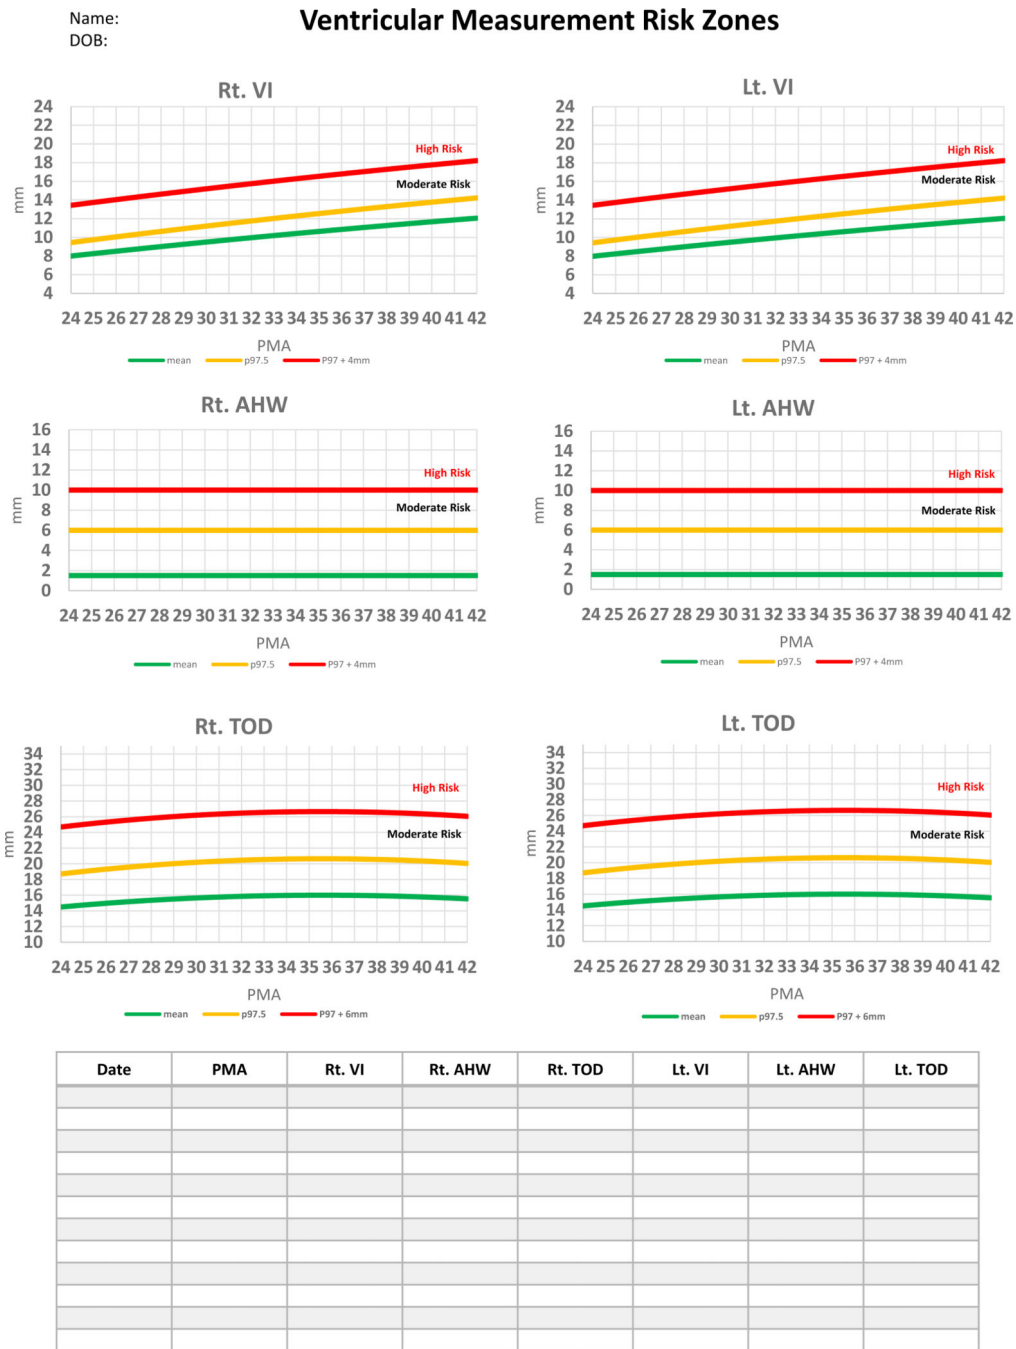 Name:
DOB:
Ventricular Measurement Risk Zones
Rt. VI
24
22
20
18
16
14
12
10
8
6
4
mm
High Risk
Moderate Risk
24 25 26 27 28 29 30 31 32 33 34 35 36 37 38 39 40 41 42
PMA
mean p97.5 P97 + 4mm
Lt. VI
24
22
20
18
16
14
12
10
8
6
4
mm
High Risk
Moderate Risk
24 25 26 27 28 29 30 31 32 33 34 35 36 37 38 39 40 41 42
PMA
mean p97.5 P97 + 4mm
Rt. AHW
16
14
12
10
8
6
4
2
0
mm
High Risk
Moderate Risk
24 25 26 27 28 29 30 31 32 33 34 35 36 37 38 39 40 41 42
PMA
mean p97.5 P97 + 4mm
Lt. AHW
16
14
12
10
8
6
4
2
0
mm
High Risk
Moderate Risk
24 25 26 27 28 29 30 31 32 33 34 35 36 37 38 39 40 41 42
PMA
mean p97.5 P97 + 4mm
Rt. TOD
34
32
30
28
26
24
22
20
18
16
14
12
10
mm
High Risk
Moderate Risk
24 25 26 27 28 29 30 31 32 33 34 35 36 37 38 39 40 41 42
PMA
mean p97.5 P97 + 6mm
Lt. TOD
34
32
30
28
26
24
22
20
18
16
14
12
10
mm
High Risk
Moderate Risk
24 25 26 27 28 29 30 31 32 33 34 35 36 37 38 39 40 41 42
PMA
mean p97.5 P97 + 6mm
Date PMA Rt. VI Rt. AHW Rt. TOD Lt. VI Lt. AHW Lt. TOD